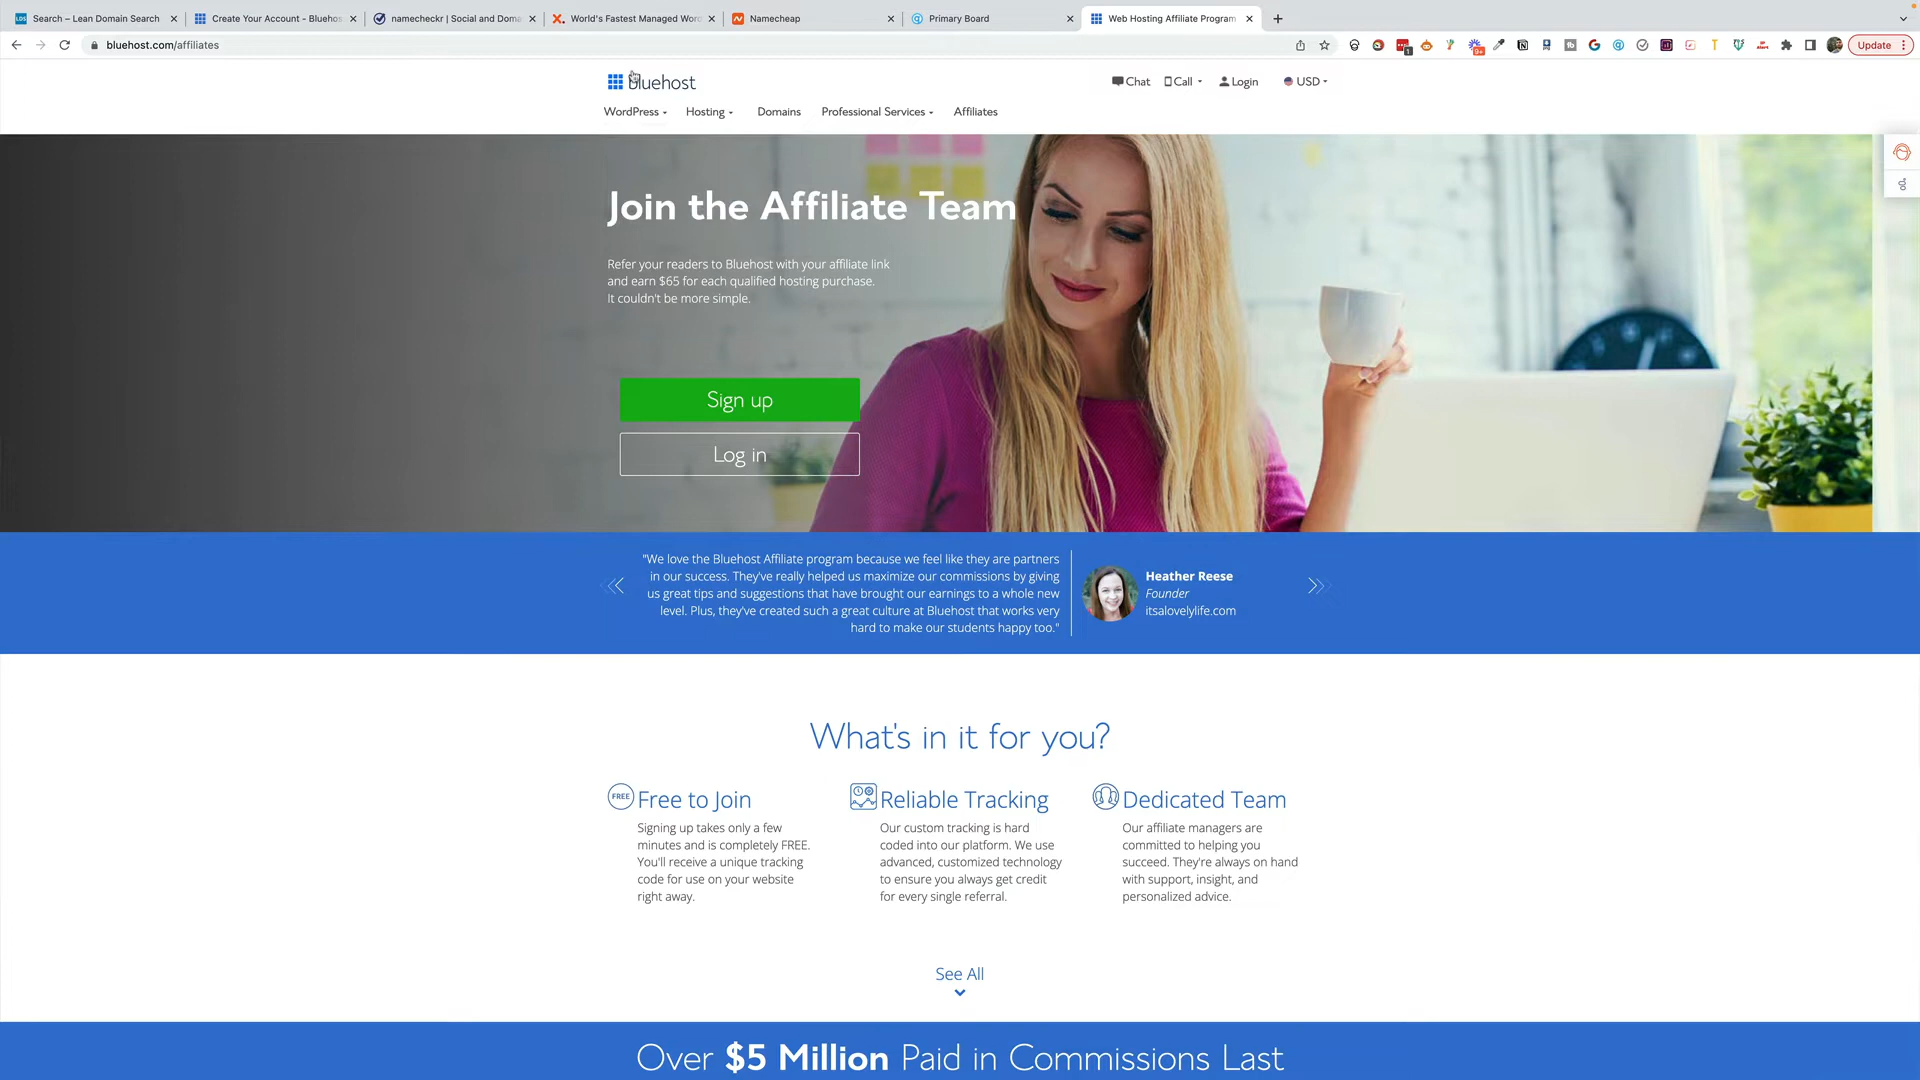 Search – Lean Domain Search
Create Your Account - Bluehos
namecheckr | Social and Doma
World's Fastest Managed Wor
Namecheap
Primary Board
Web Hosting Affiliate Program
bluehost.com/affiliates
Update
bluehost
Chat
Call
Login
USD
WordPress
Hosting
Domains
Professional Services
Affiliates
Join the Affiliate Team
Refer your readers to Bluehost with your affiliate link
and earn $65 for each qualified hosting purchase.
It couldn't be more simple.
Sign up
Log in
"We love the Bluehost Affiliate program because we feel like they are partners
in our success. They've really helped us maximize our commissions by giving
us great tips and suggestions that have brought our earnings to a whole new
level. Plus, they've created such a great culture at Bluehost that works very
hard to make our students happy too."
Heather Reese
Founder
itsalovelylife.com
What's in it for you?
FREE
Free to Join
Signing up takes only a few
minutes and is completely FREE.
You'll receive a unique tracking
code for use on your website
right away.
Reliable Tracking
Our custom tracking is hard
coded into our platform. We use
advanced, customized technology
to ensure you always get credit
for every single referral.
Dedicated Team
Our affiliate managers are
committed to helping you
succeed. They're always on hand
with support, insight, and
personalized advice.
See All
Over $5 Million Paid in Commissions Last